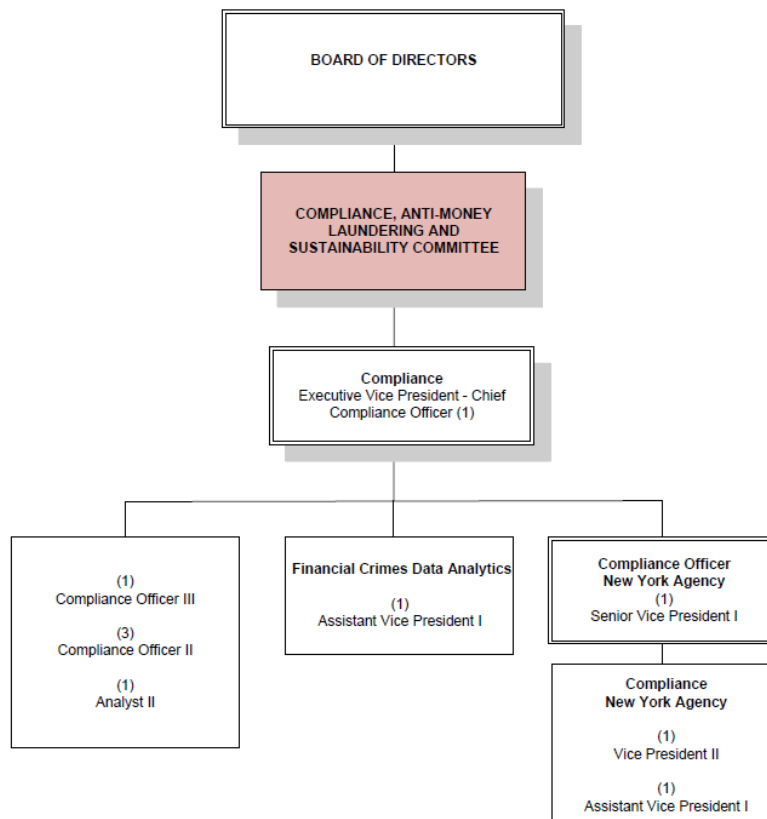 BOARD OF DIRECTORS
COMPLIANCE, ANTI-MONEY
LAUNDERING AND
SUSTAINABILITY COMMITTEE
Compliance
Executive Vice President - Chief
Compliance Officer (1)
(1)
Compliance Officer III
(3)
Compliance Officer II
(1)
Analyst II
Financial Crimes Data Analytics
(1)
Assistant Vice President I
Compliance Officer
New York Agency
(1)
Senior Vice President I
Compliance
New York Agency
(1)
Vice President II
(1)
Assistant Vice President I